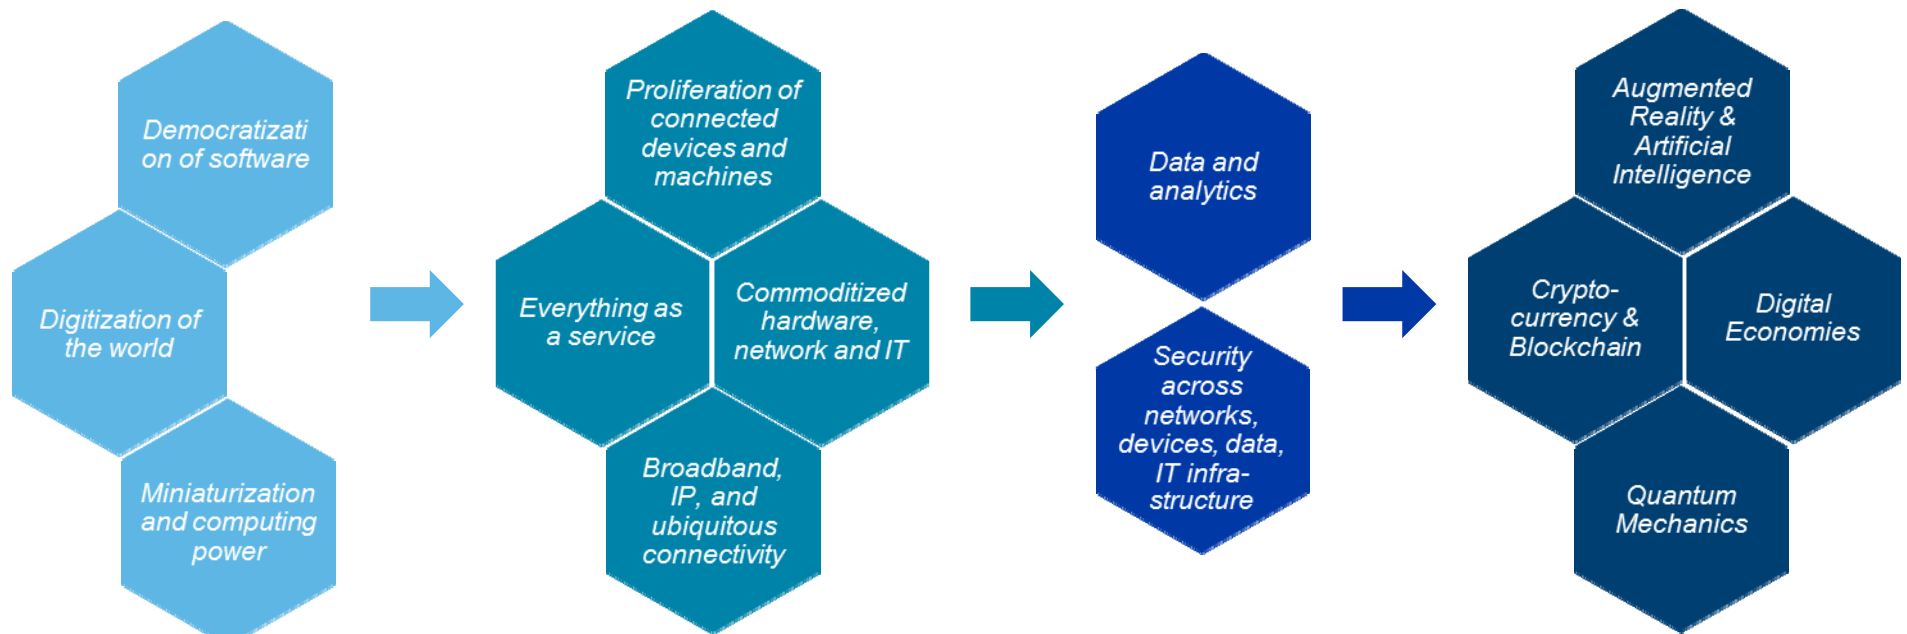 Democratizati
on of software
Digitization of
the world
Miniaturization
and computing
power
Proliferation of
connected
devices and
machines
Everything as
a service
Commoditized
hardware,
network and IT
Broadband,
IP, and
ubiquitous
connectivity
Data and
analytics
Security
across
networks,
devices, data,
IT infra-
structure
Augmented
Reality &
Artificial
Intelligence
Crypto-
currency &
Blockchain
Digital
Economies
Quantum
Mechanics